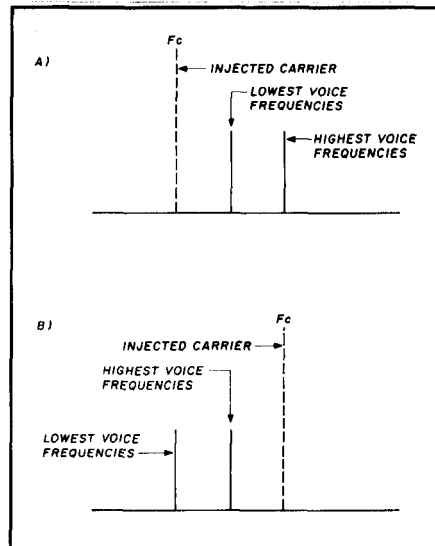 Fc
A)
INJECTED CARRIER
LOWEST VOICE
FREQUENCIES
HIGHEST VOICE
FREQUENCIES
Fc
B)
INJECTED CARRIER
HIGHEST VOICE
FREQUENCIES
LOWEST VOICE
FREQUENCIES